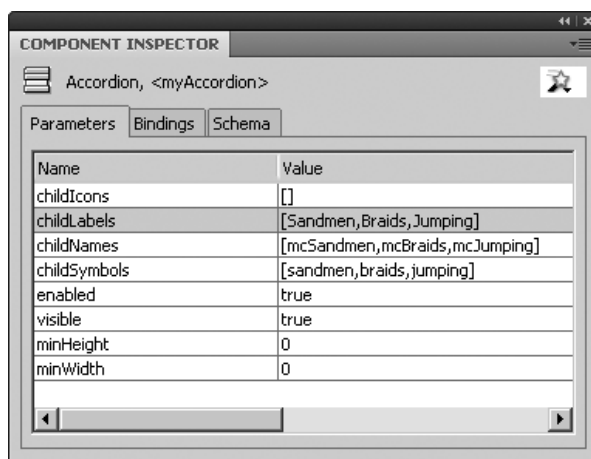 COMPONENT INSPECTOR
Accordion, <myAccordion>
Parameters Bindings Schema
Name Value
childIcons []
childLabels [Sandmen,Braids,Jumping]
childNames [mcSandmen,mcBraids,mcJumping]
childSymbols [sandmen,braids,jumping]
enabled true
visible true
minHeight 0
minWidth 0